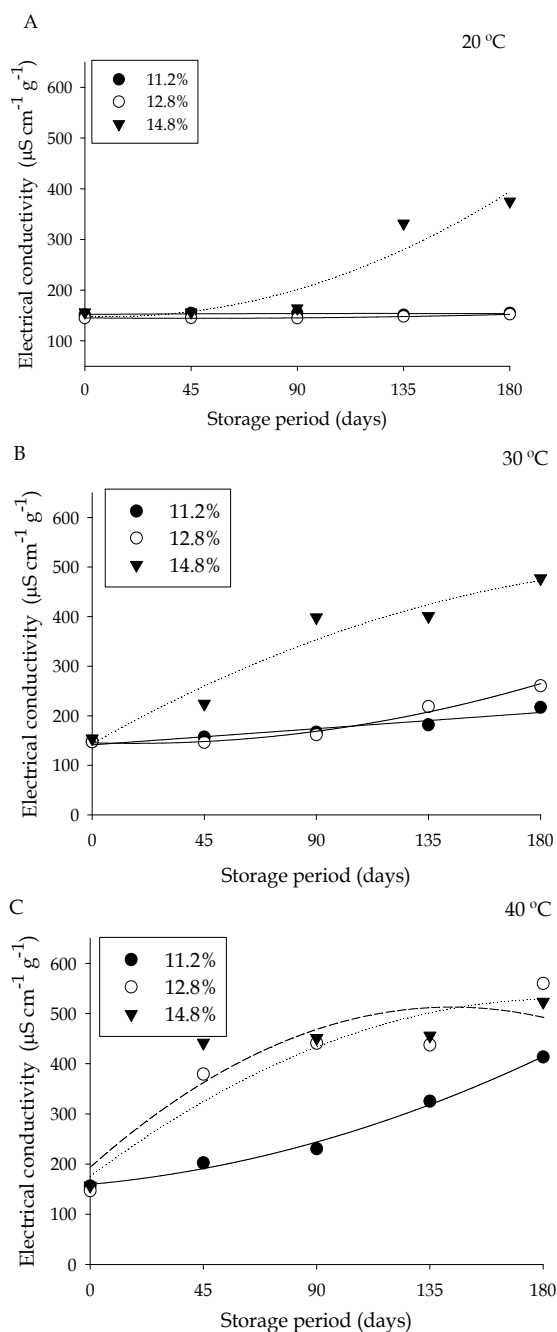 A
20 ºC
11.2%
12.8%
14.8%
600
500
400
300
200
100
0 45 90 135 180
Electrical conductivity (µS cm⁻¹ g⁻¹)
Storage period (days)
B
30 ºC
11.2%
12.8%
14.8%
600
500
400
300
200
100
0
0 45 90 135 180
Electrical conductivity (µS cm⁻¹ g⁻¹)
Storage period (days)
C
40 ºC
11.2%
12.8%
14.8%
600
500
400
300
200
100
0
0 45 90 135 180
Electrical conductivity (µS cm⁻¹ g⁻¹)
Storage period (days)